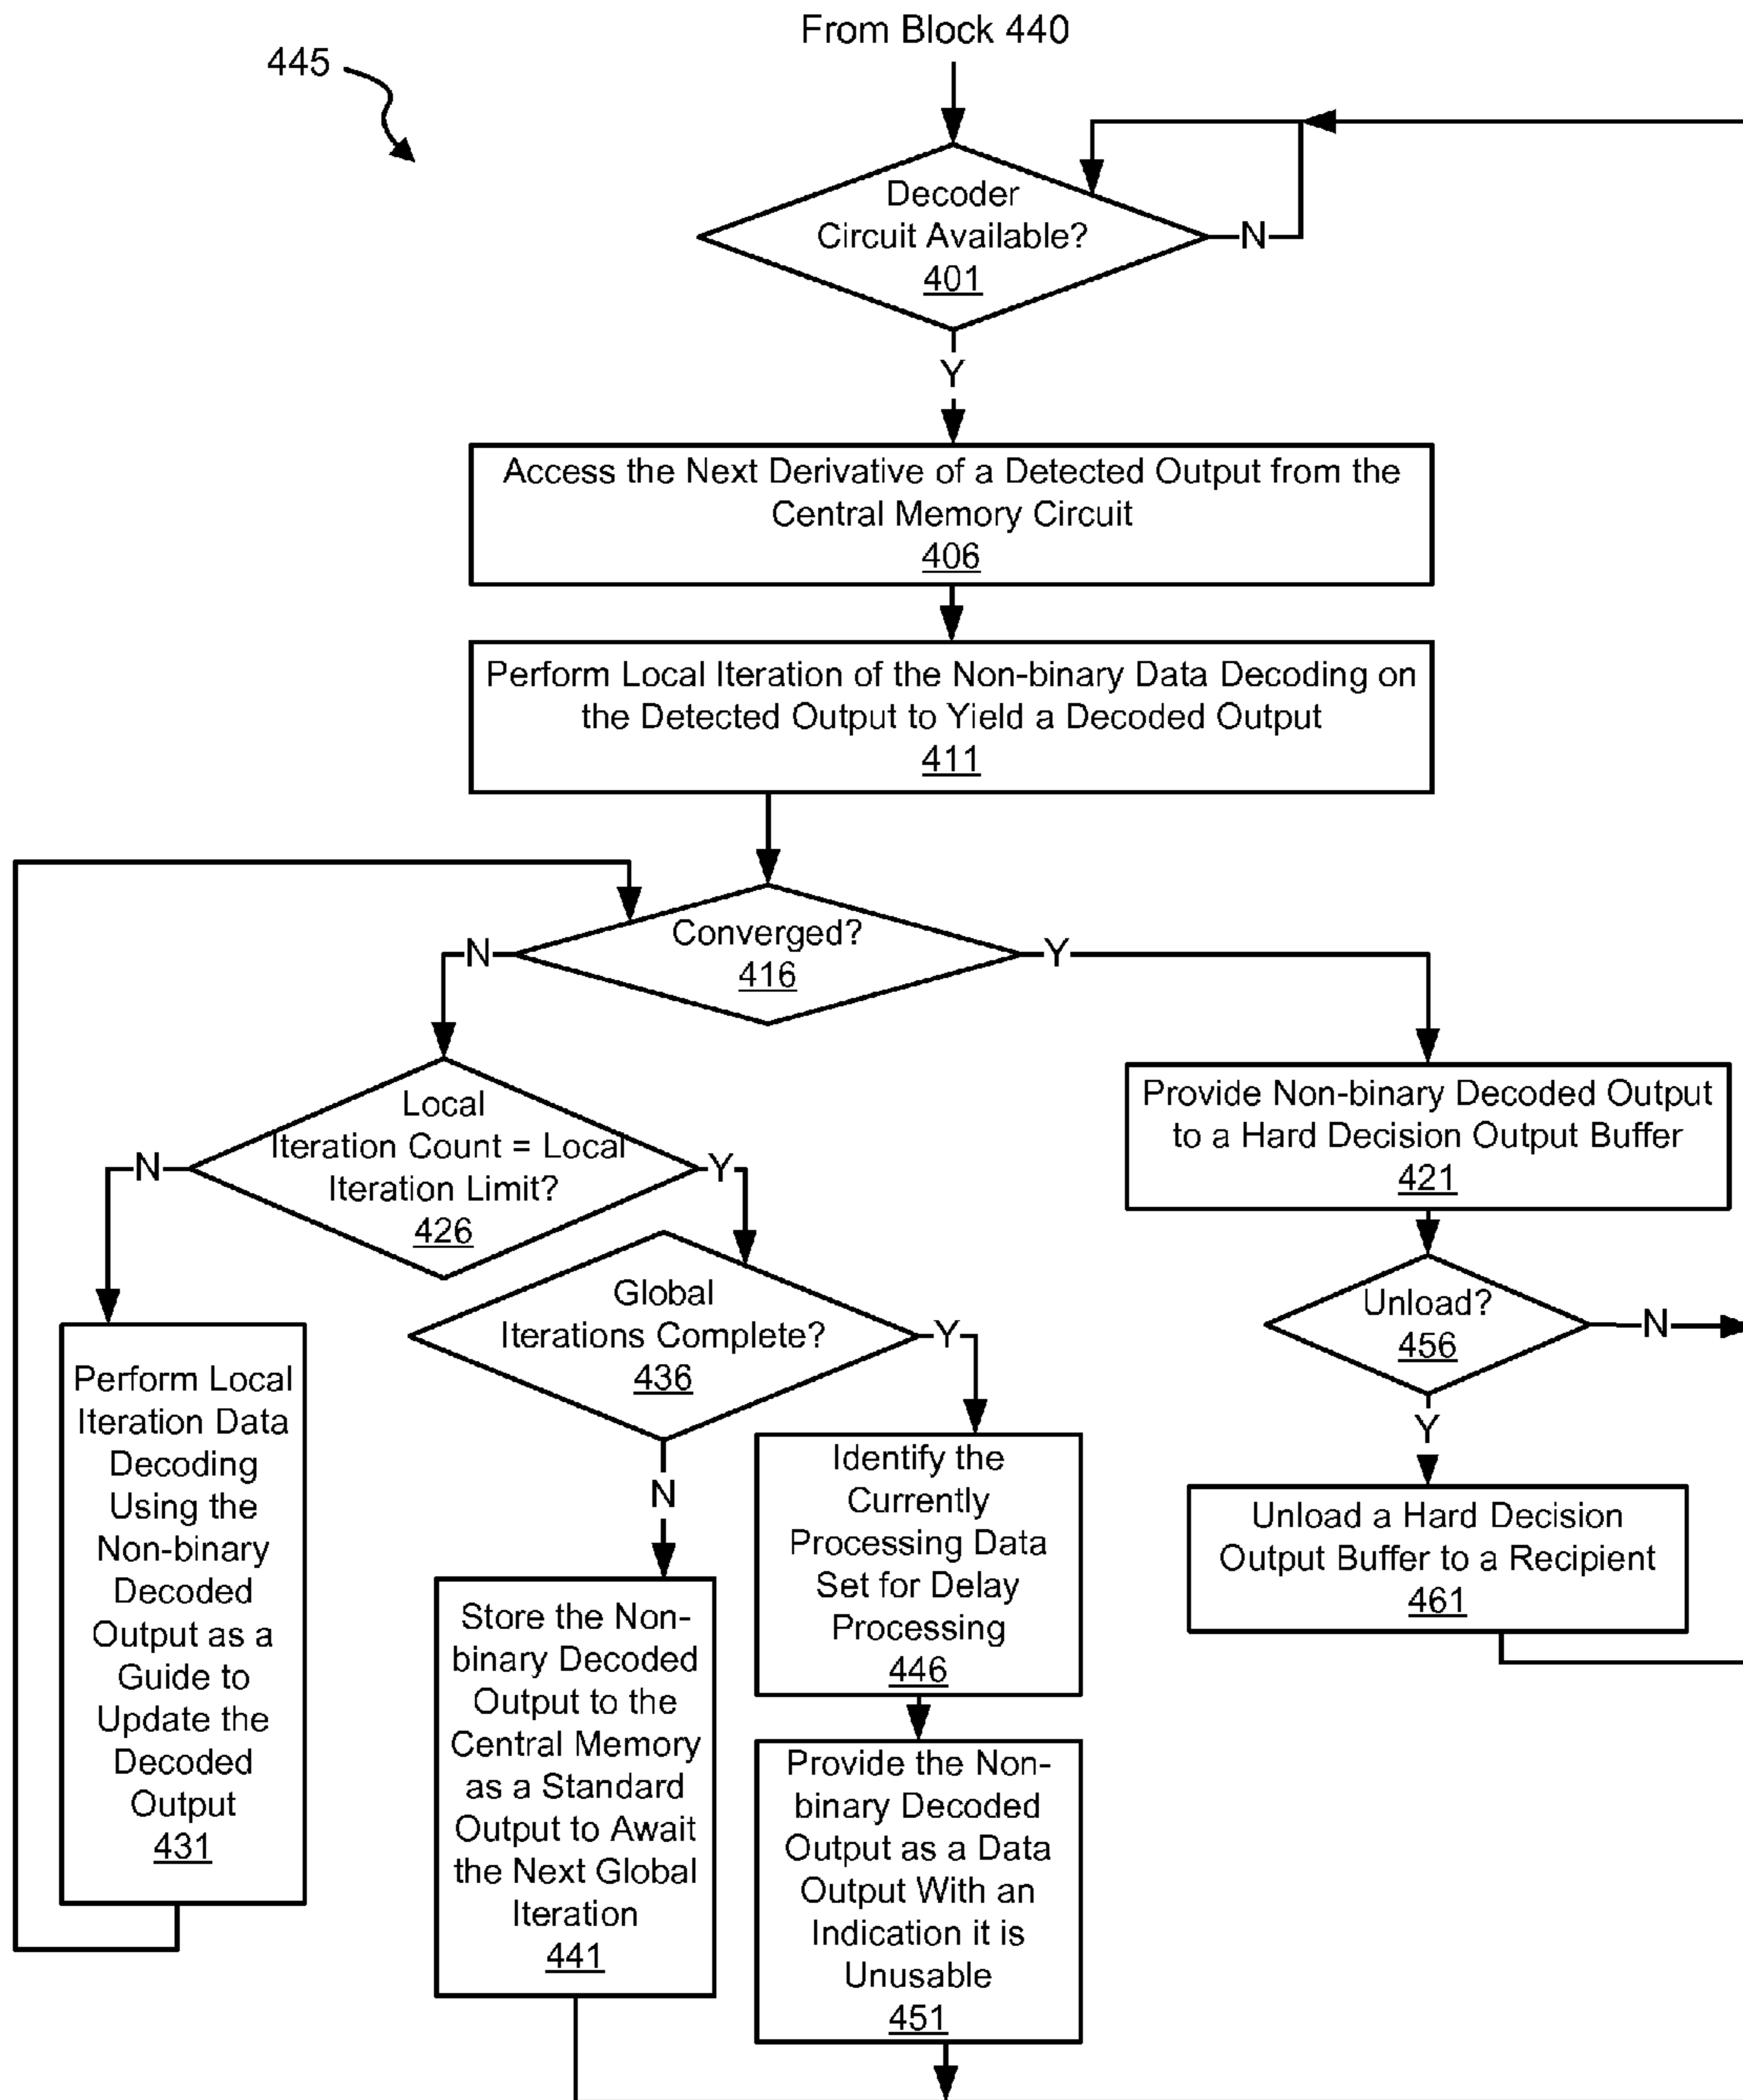 From Block 440
445
Decoder
Circuit Available?
401
N
Y
Access the Next Derivative of a Detected Output from the
Central Memory Circuit
406
Perform Local Iteration of the Non-binary Data Decoding on
the Detected Output to Yield a Decoded Output
411
Converged?
416
N
Y
Local
Iteration Count = Local
Iteration Limit?
426
N
Y
Provide Non-binary Decoded Output
to a Hard Decision Output Buffer
421
Global
Iterations Complete?
436
Y
N
Unload?
456
N
Y
Perform Local
Iteration Data
Decoding
Using the
Non-binary
Decoded
Output as a
Guide to
Update the
Decoded
Output
431
Identify the
Currently
Processing Data
Set for Delay
Processing
446
Unload a Hard Decision
Output Buffer to a Recipient
461
Store the Non-
binary Decoded
Output to the
Central Memory
as a Standard
Output to Await
the Next Global
Iteration
441
Provide the Non-
binary Decoded
Output as a Data
Output With an
Indication it is
Unusable
451